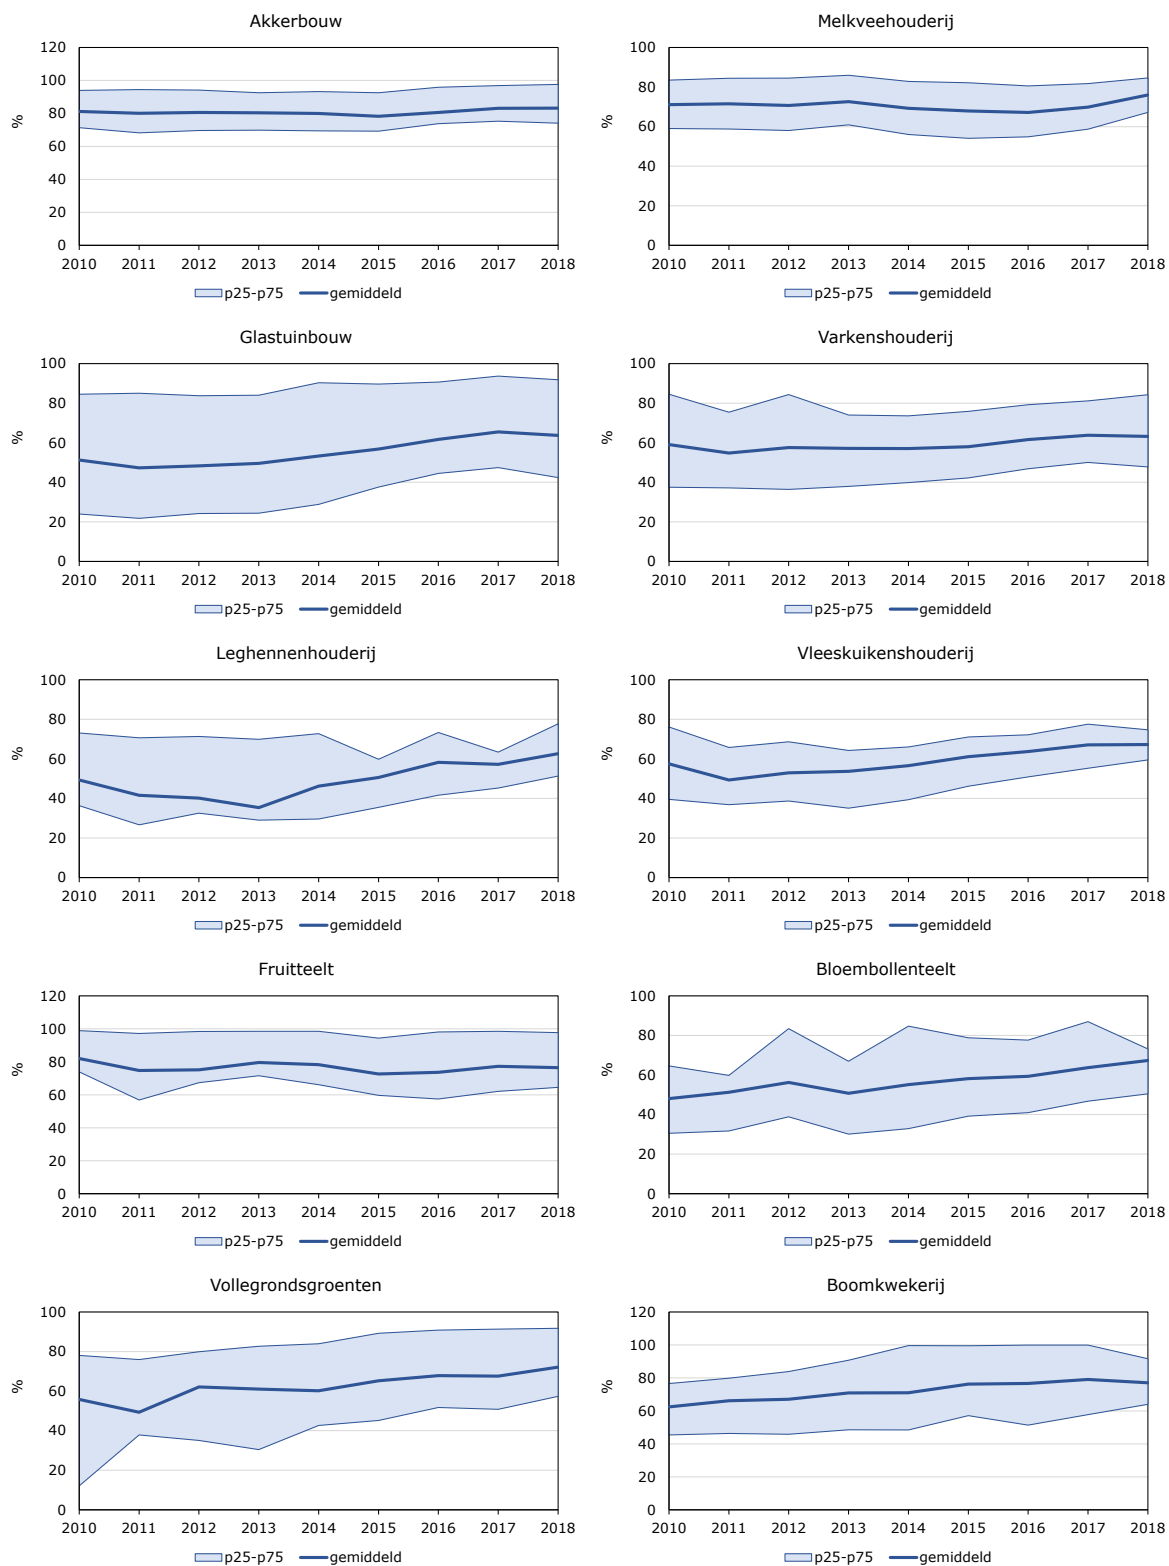 Akkerbouw
120
100
80
60
40
20
0
%
2010 2011 2012 2013 2014 2015 2016 2017 2018
p25-p75 gemiddeld
Melkveehouderij
100
80
60
40
20
0
%
2010 2011 2012 2013 2014 2015 2016 2017 2018
p25-p75 gemiddeld
Glastuinbouw
100
80
60
40
20
0
%
2010 2011 2012 2013 2014 2015 2016 2017 2018
p25-p75 gemiddeld
Varkenshouderij
100
80
60
40
20
0
%
2010 2011 2012 2013 2014 2015 2016 2017 2018
p25-p75 gemiddeld
Leghennenhouderij
100
80
60
40
20
0
%
2010 2011 2012 2013 2014 2015 2016 2017 2018
p25-p75 gemiddeld
Vleeskuikenshouderij
100
80
60
40
20
0
%
2010 2011 2012 2013 2014 2015 2016 2017 2018
p25-p75 gemiddeld
Fruitteelt
120
100
80
60
40
20
0
%
2010 2011 2012 2013 2014 2015 2016 2017 2018
p25-p75 gemiddeld
Bloembollenteelt
100
80
60
40
20
0
%
2010 2011 2012 2013 2014 2015 2016 2017 2018
p25-p75 gemiddeld
Vollegrondsgroenten
100
80
60
40
20
0
%
2010 2011 2012 2013 2014 2015 2016 2017 2018
p25-p75 gemiddeld
Boomkwekerij
120
100
80
60
40
20
0
%
2010 2011 2012 2013 2014 2015 2016 2017 2018
p25-p75 gemiddeld